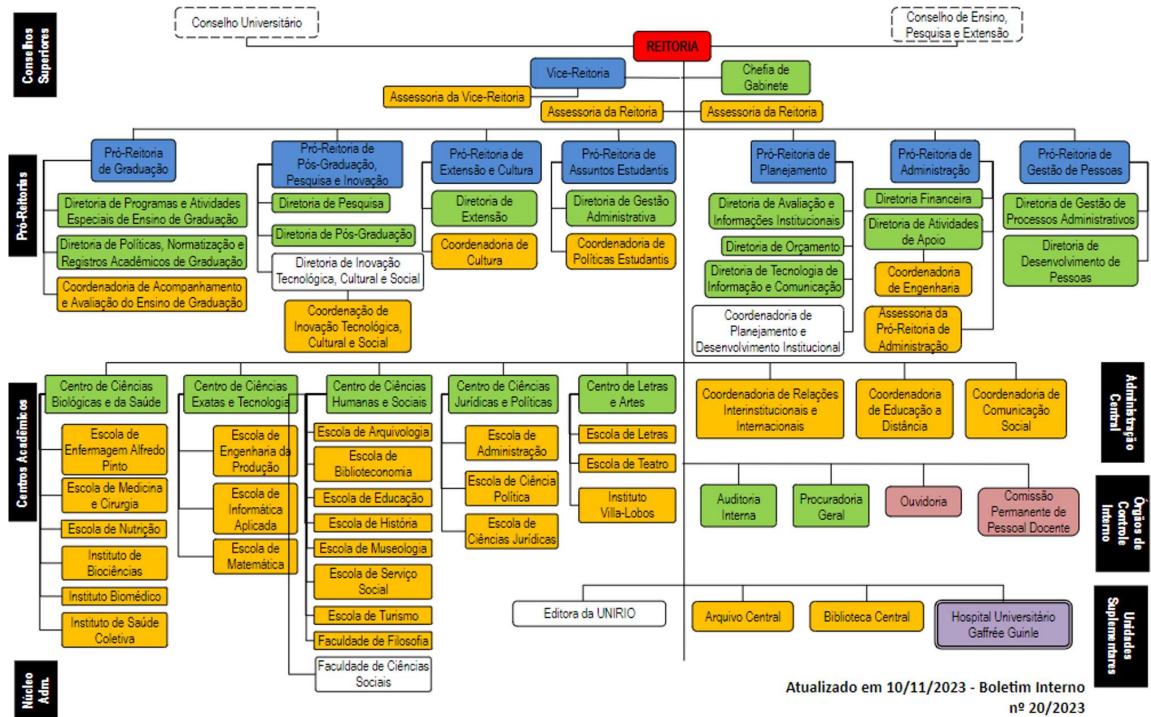 Conselhos
Superiores
Conselho Universitário
Conselho de Ensino,
Pesquisa e Extensão
REITORIA
Vice-Reitoria
Chefia de
Gabinete
Assessoria da Vice-Reitoria
Assessoria da Reitoria
Assessoria da Reitoria
Pró-Reitorias
Pró-Reitoria
de Graduação
Diretoria de Programas e Atividades
Especiais de Ensino de Graduação
Diretoria de Políticas, Normatização e
Registros Acadêmicos de Graduação
Coordenadoria de Acompanhamento
e Avaliação do Ensino de Graduação
Pró-Reitoria de
Pós-Graduação,
Pesquisa e Inovação
Diretoria de Pesquisa
Diretoria de Pós-Graduação
Diretoria de Inovação
Tecnológica, Cultural e Social
Coordenação de
Inovação Tecnológica,
Cultural e Social
Pró-Reitoria de
Extensão e Cultura
Diretoria de
Extensão
Coordenadoria de
Cultura
Pró-Reitoria de
Assuntos Estudantis
Diretoria de Gestão
Administrativa
Coordenadoria de
Políticas Estudantis
Pró-Reitoria de
Planejamento
Diretoria de Avaliação e
Informações Institucionais
Diretoria de Orçamento
Diretoria de Tecnologia de
Informação e Comunicação
Coordenadoria de
Planejamento e
Desenvolvimento Institucional
Pró-Reitoria de
Administração
Diretoria Financeira
Diretoria de Atividades
de Apoio
Coordenadoria
de Engenharia
Assessoria da
Pró-Reitoria de
Administração
Pró-Reitoria de
Gestão de Pessoas
Diretoria de Gestão de
Processos Administrativos
Diretoria de
Desenvolvimento de
Pessoas
Centros Acadêmicos
Centro de Ciências
Biológicas e da Saúde
Escola de
Enfermagem Alfredo
Pinto
Escola de Medicina
e Cirurgia
Escola de Nutrição
Instituto de
Biociências
Instituto Biomédico
Instituto de Saúde
Coletiva
Centro de Ciências
Exatas e Tecnologia
Escola de
Engenharia da
Produção
Escola de
Informática
Aplicada
Escola de
Matemática
Centro de Ciências
Humanas e Sociais
Escola de Arquivologia
Escola de
Biblioteconomia
Escola de Educação
Escola de História
Escola de Museologia
Escola de Serviço
Social
Escola de Turismo
Faculdade de Filosofia
Faculdade de Ciências
Sociais
Centro de Ciências
Jurídicas e Políticas
Escola de
Administração
Escola de Ciência
Política
Escola de
Ciências Jurídicas
Centro de Letras
e Artes
Escola de Letras
Escola de Teatro
Instituto
Villa-Lobos
Coordenadoria de Relações
Interinstitucionais e
Internacionais
Coordenadoria
de Educação a
Distância
Coordenadoria de
Comunicação
Social
Administração
Central
Auditoria
Interna
Procuradoria
Geral
Ouvidoria
Comissão
Permanente de
Pessoal Docente
Órgãos de
Controle
Interno
Editora da UNIRIO
Arquivo Central
Biblioteca Central
Hospital Universitário
Gaffrée Guinle
Unidades
Suplementares
Núcleo
Adm.
Atualizado em 10/11/2023 - Boletim Interno
nº 20/2023